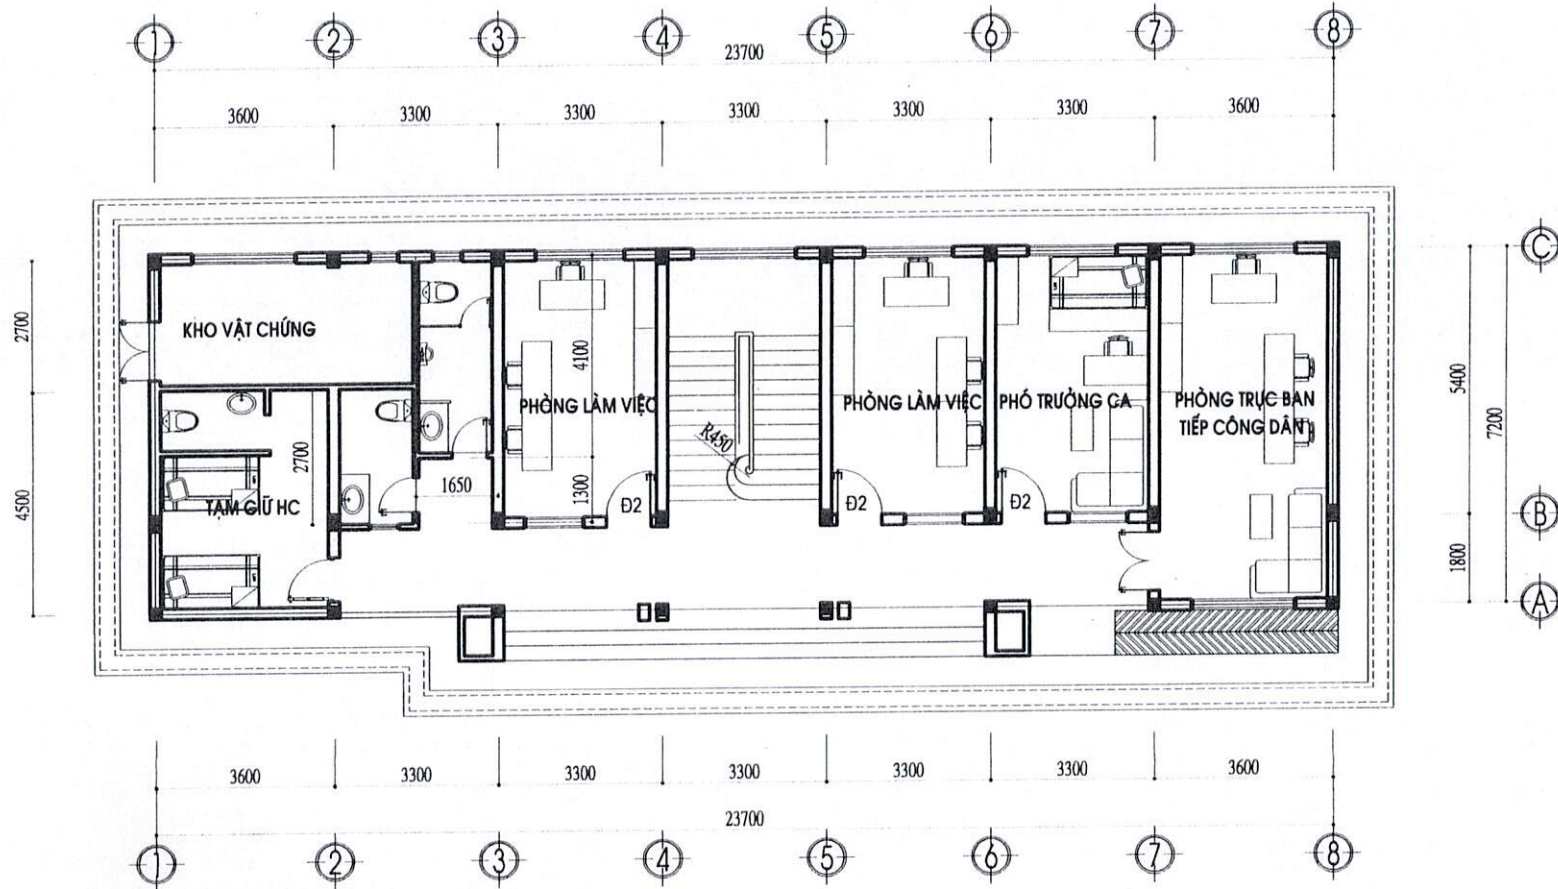 1 2 3 4 5 6 7 8
23700
3600 3300 3300 3300 3300 3300 3600
C
2700
KHO VẬT CHỨNG
4100
5400
7200
PHÒNG LÀM VIỆC
PHÒNG LÀM VIỆC
PHÓ TRƯỞNG CA
PHÒNG TRỰC BAN
TIẾP CÔNG DÂN
R450
2700
1650
1300
4500
TẠM GIỮ HC
Đ2
Đ2
Đ2
B
1800
A
3600 3300 3300 3300 3300 3300 3600
23700
1 2 3 4 5 6 7 8